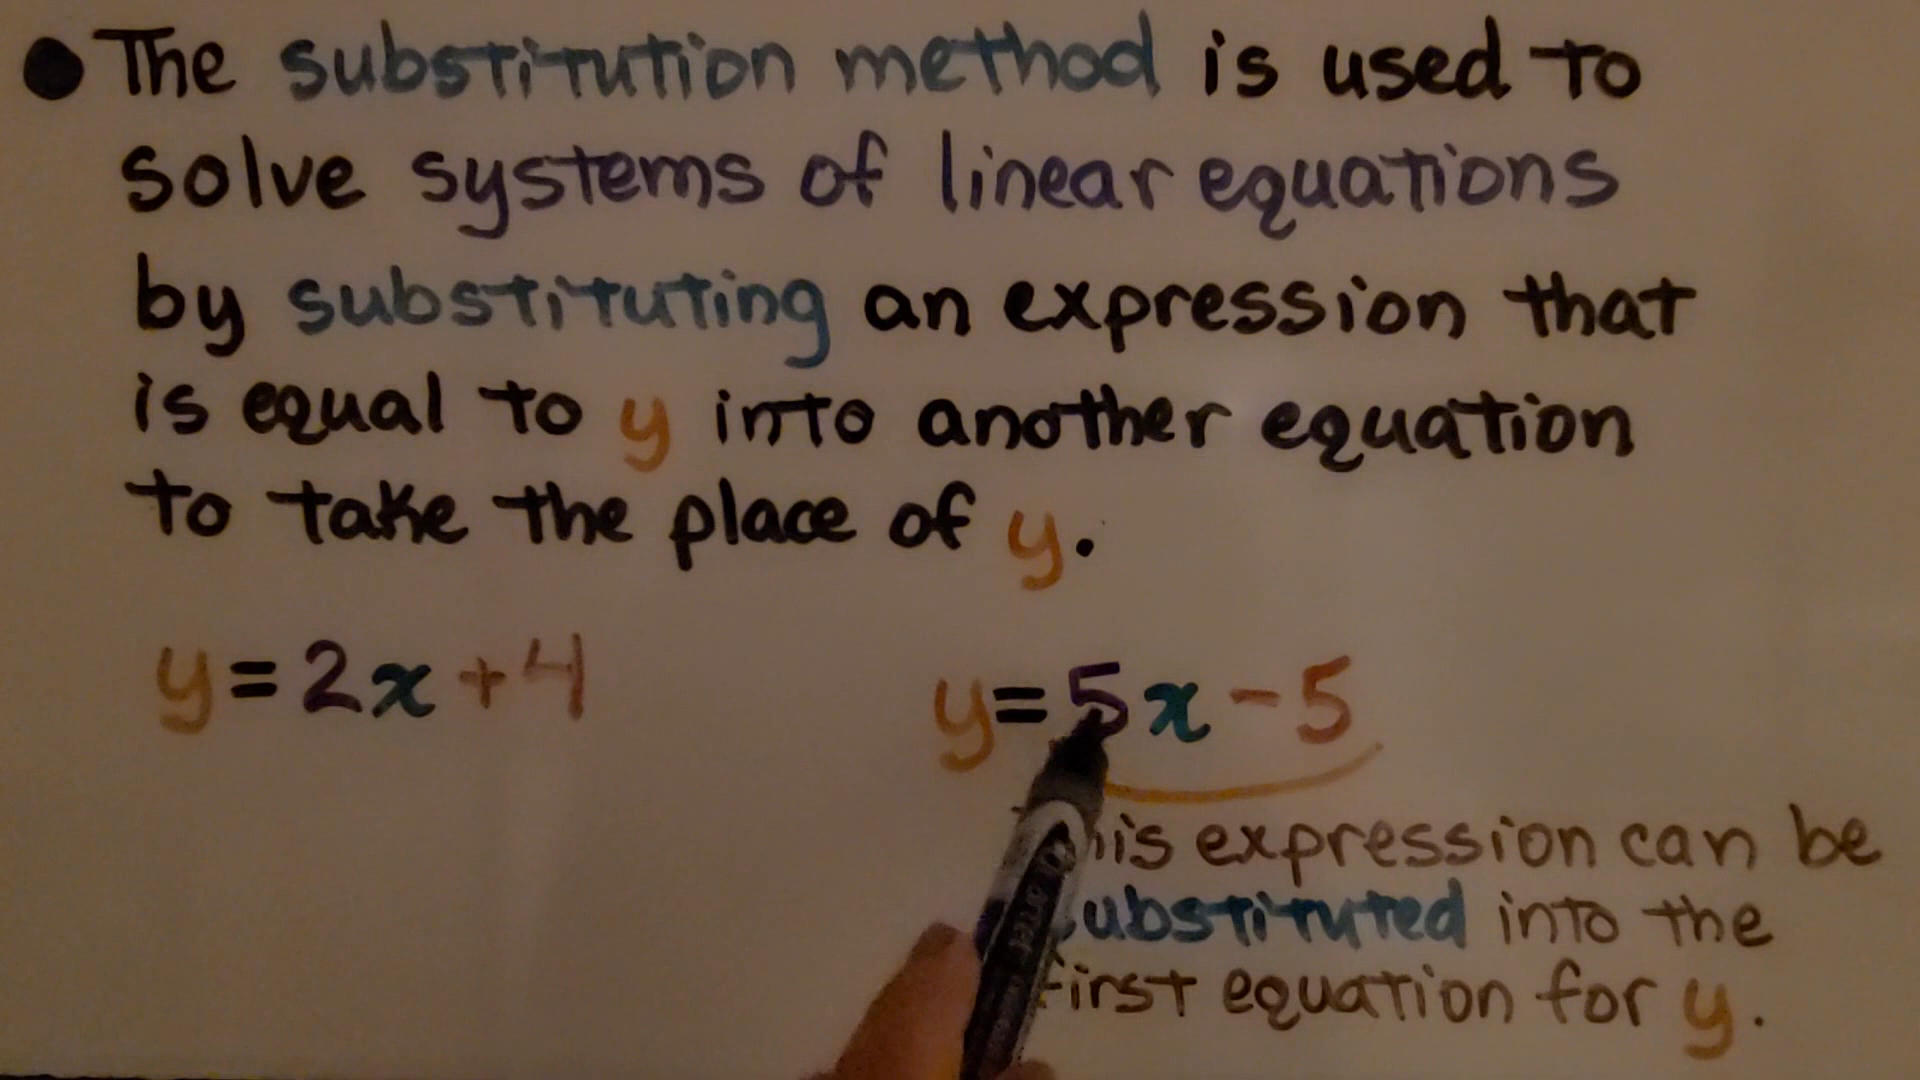 The substitution method is used to
solve systems of linear equations
by substituting an expression that
is equal to y into another equation
to take the place of y.
y=2x+4
y=5x-5
expression can be
into the
equation for y.